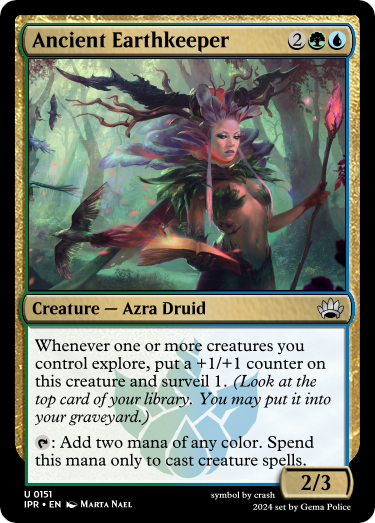 Ancient Earthkeeper 2
Creature — Azra Druid
Whenever one or more creatures you
control explore, put a +1/+1 counter on
this creature and surveil 1. (Look at the
top card of your library. You may put it into
your graveyard.)
: Add two mana of any color. Spend
this mana only to cast creature spells.
2/3
U 0151
IPR • EN Marta Nael
symbol by crash
2024 set by Gema Police